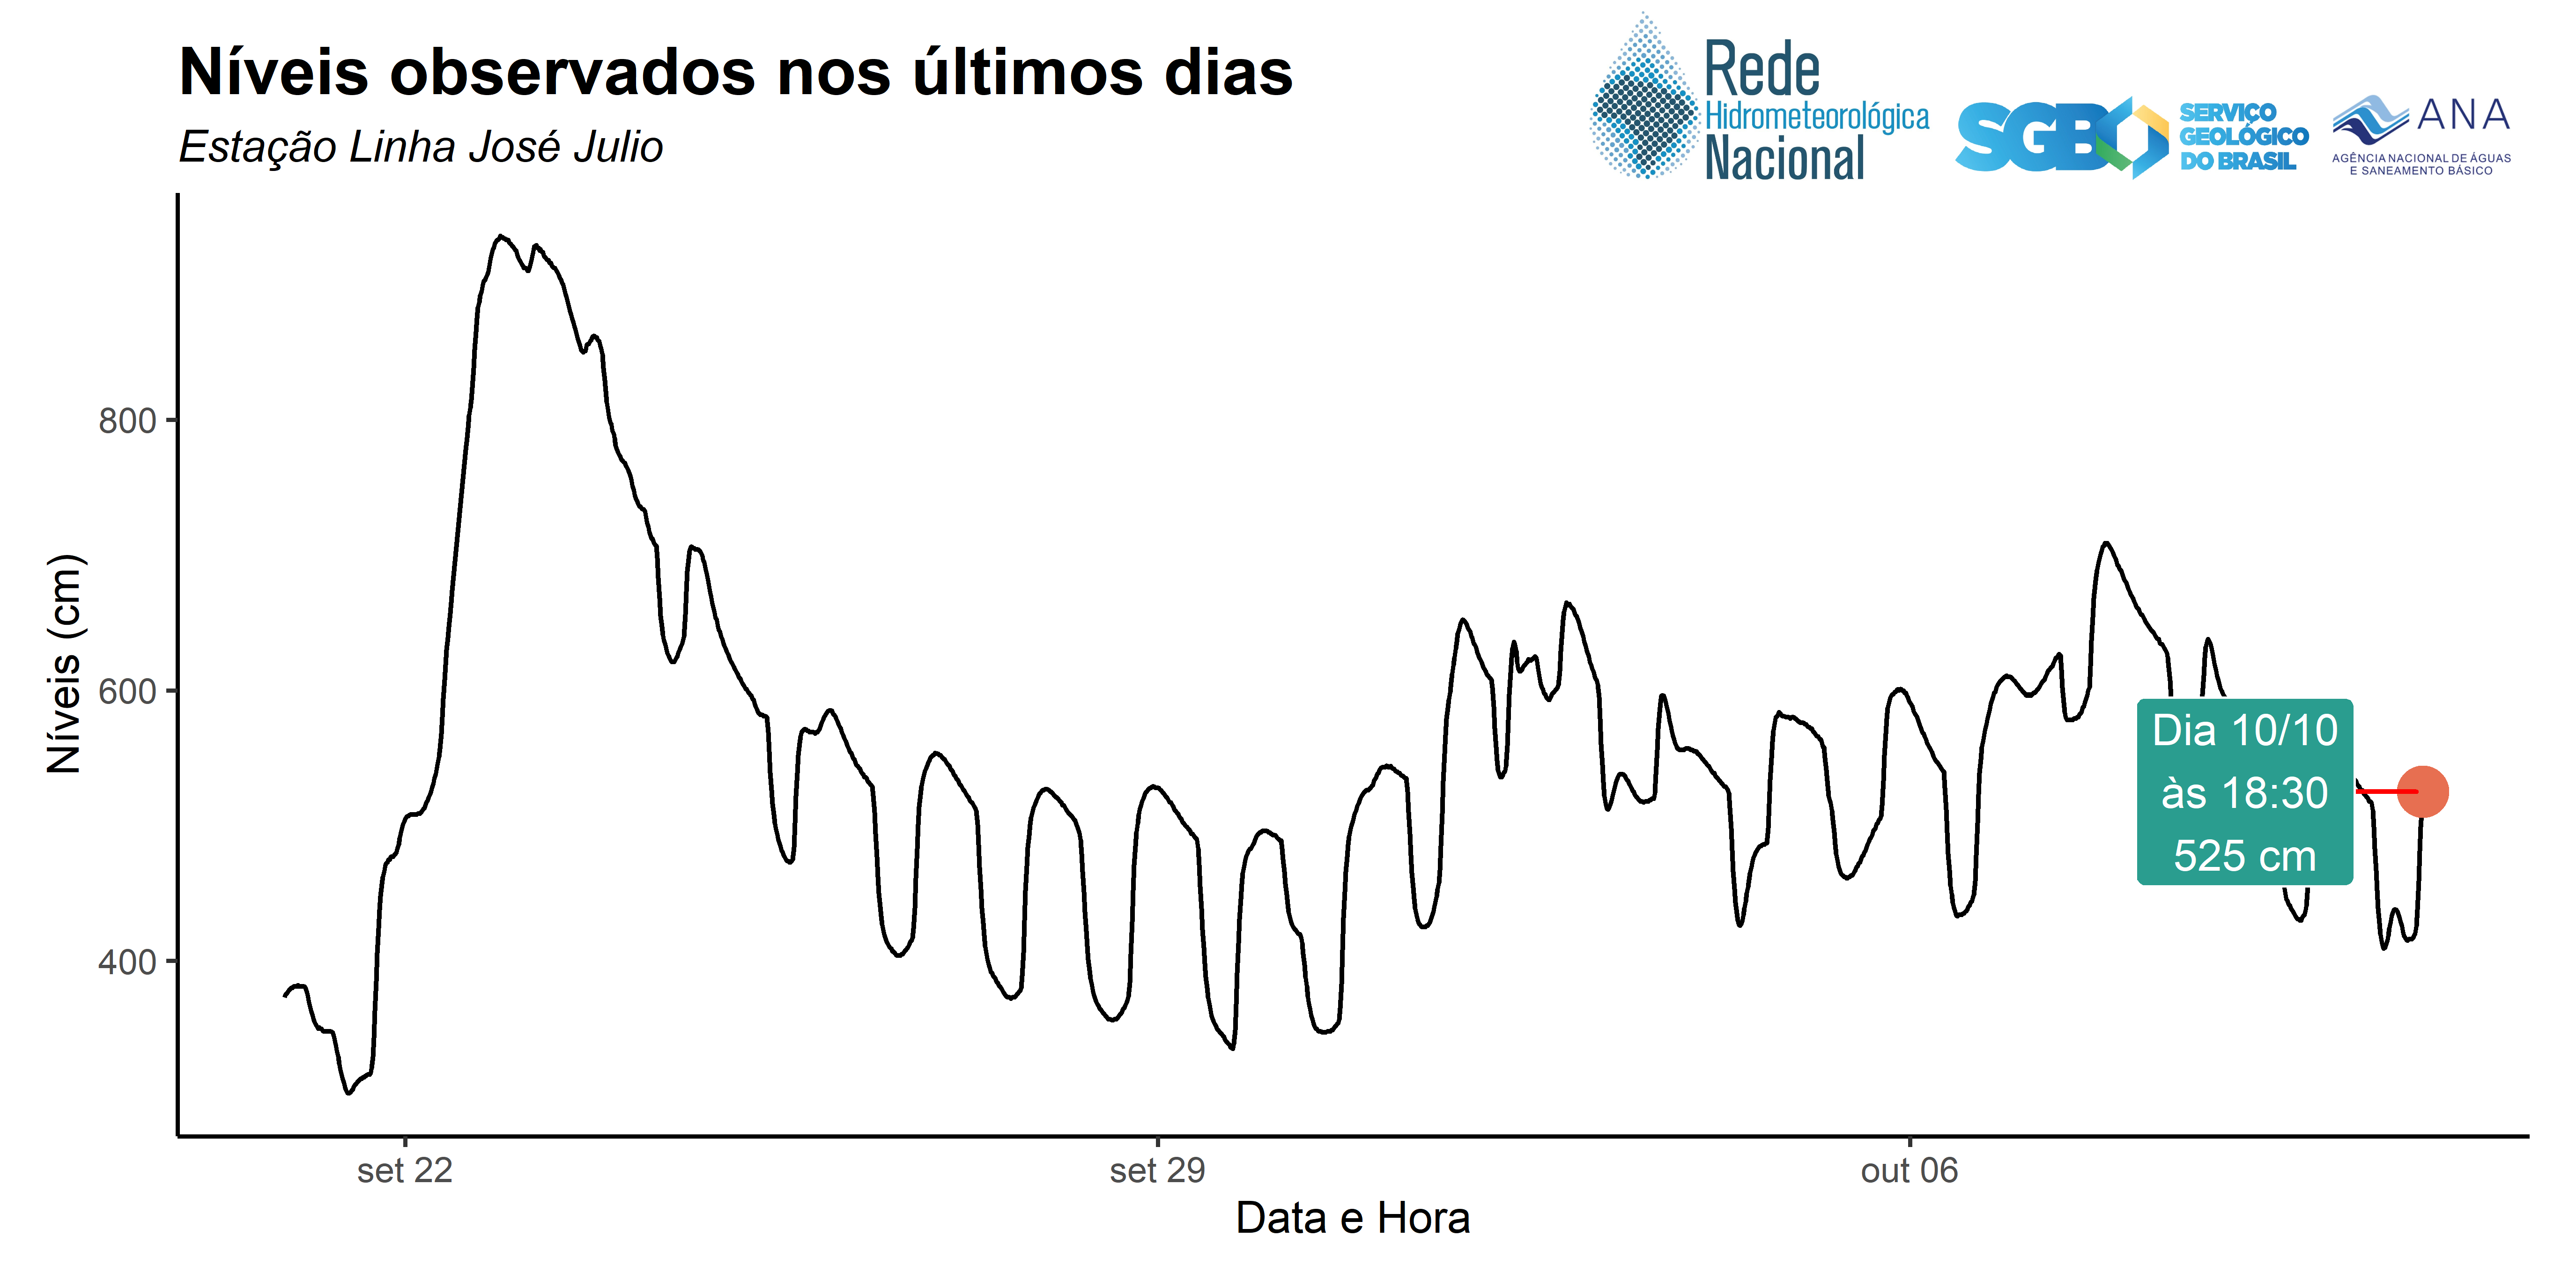 Níveis observados nos últimos dias
Estação Linha José Julio
Rede
Hidrometeorológica
Nacional
SGB
SERVIÇO
GEOLÓGICO
DO BRASIL
ANA
AGÊNCIA NACIONAL DE ÁGUAS
E SANEAMENTO BÁSICO
Níveis (cm)
800
600
400
Dia 10/10
às 18:30
525 cm
set 22
set 29
out 06
Data e Hora